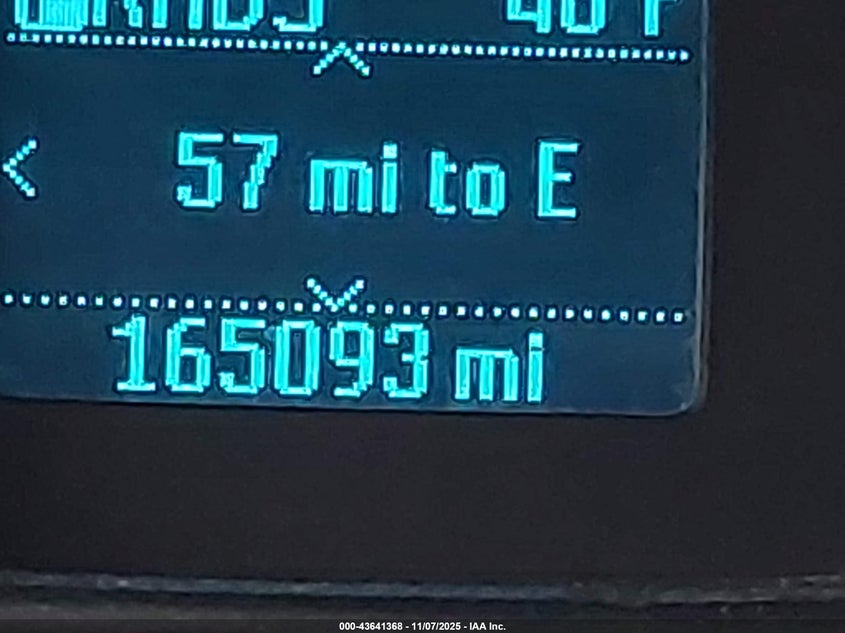 57 mi to E
165093 mi
000-43641368 - 11/07/2025 - IAA Inc.